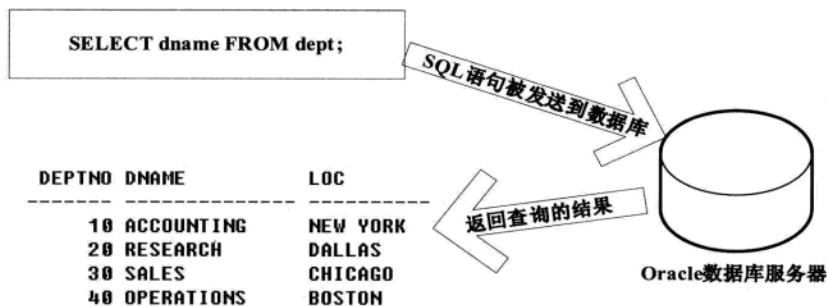 SELECT dname FROM dept;
SQL语句被发送到数据库
DEPTNO DNAME LOC
------- -------------- ----------
10 ACCOUNTING NEW YORK
20 RESEARCH DALLAS
30 SALES CHICAGO
40 OPERATIONS BOSTON
返回查询的结果
Oracle数据库服务器